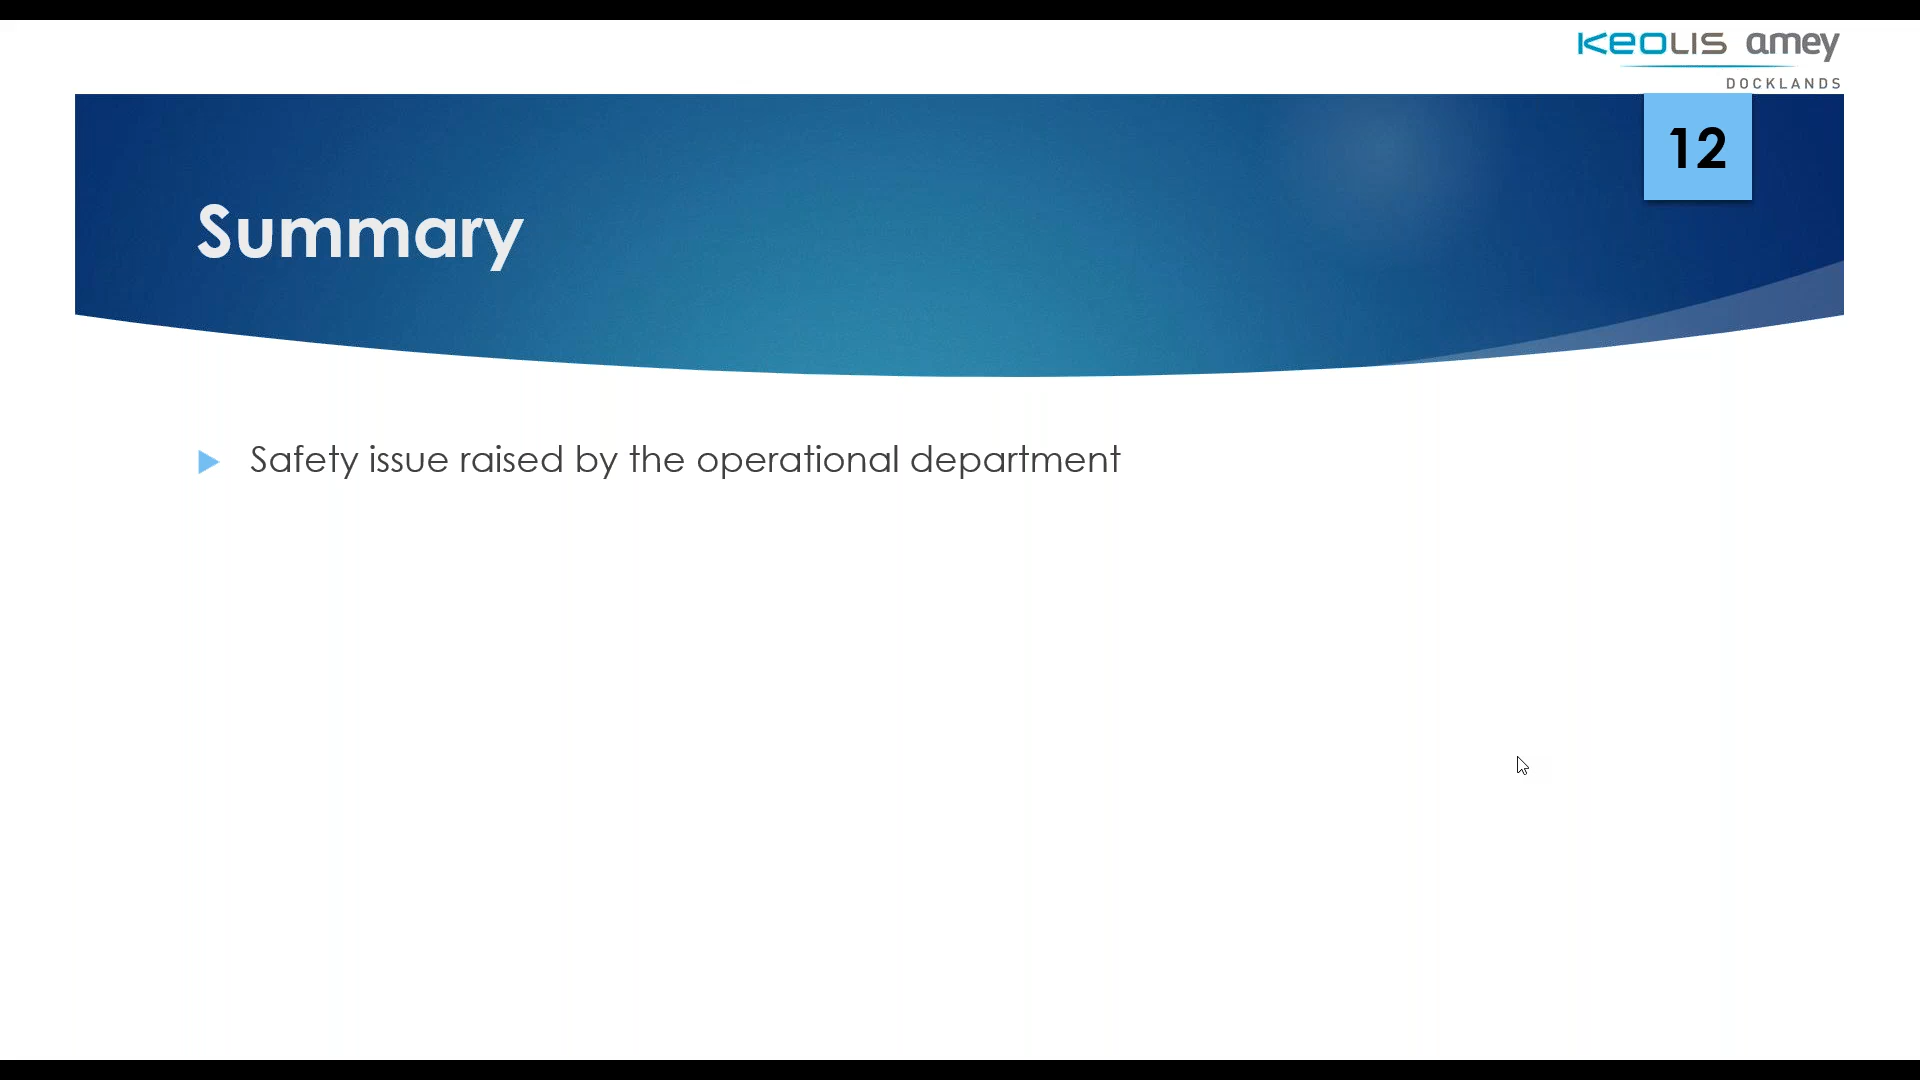 KEOLIS amey
DOCKLANDS
12
Summary
Safety issue raised by the operational department